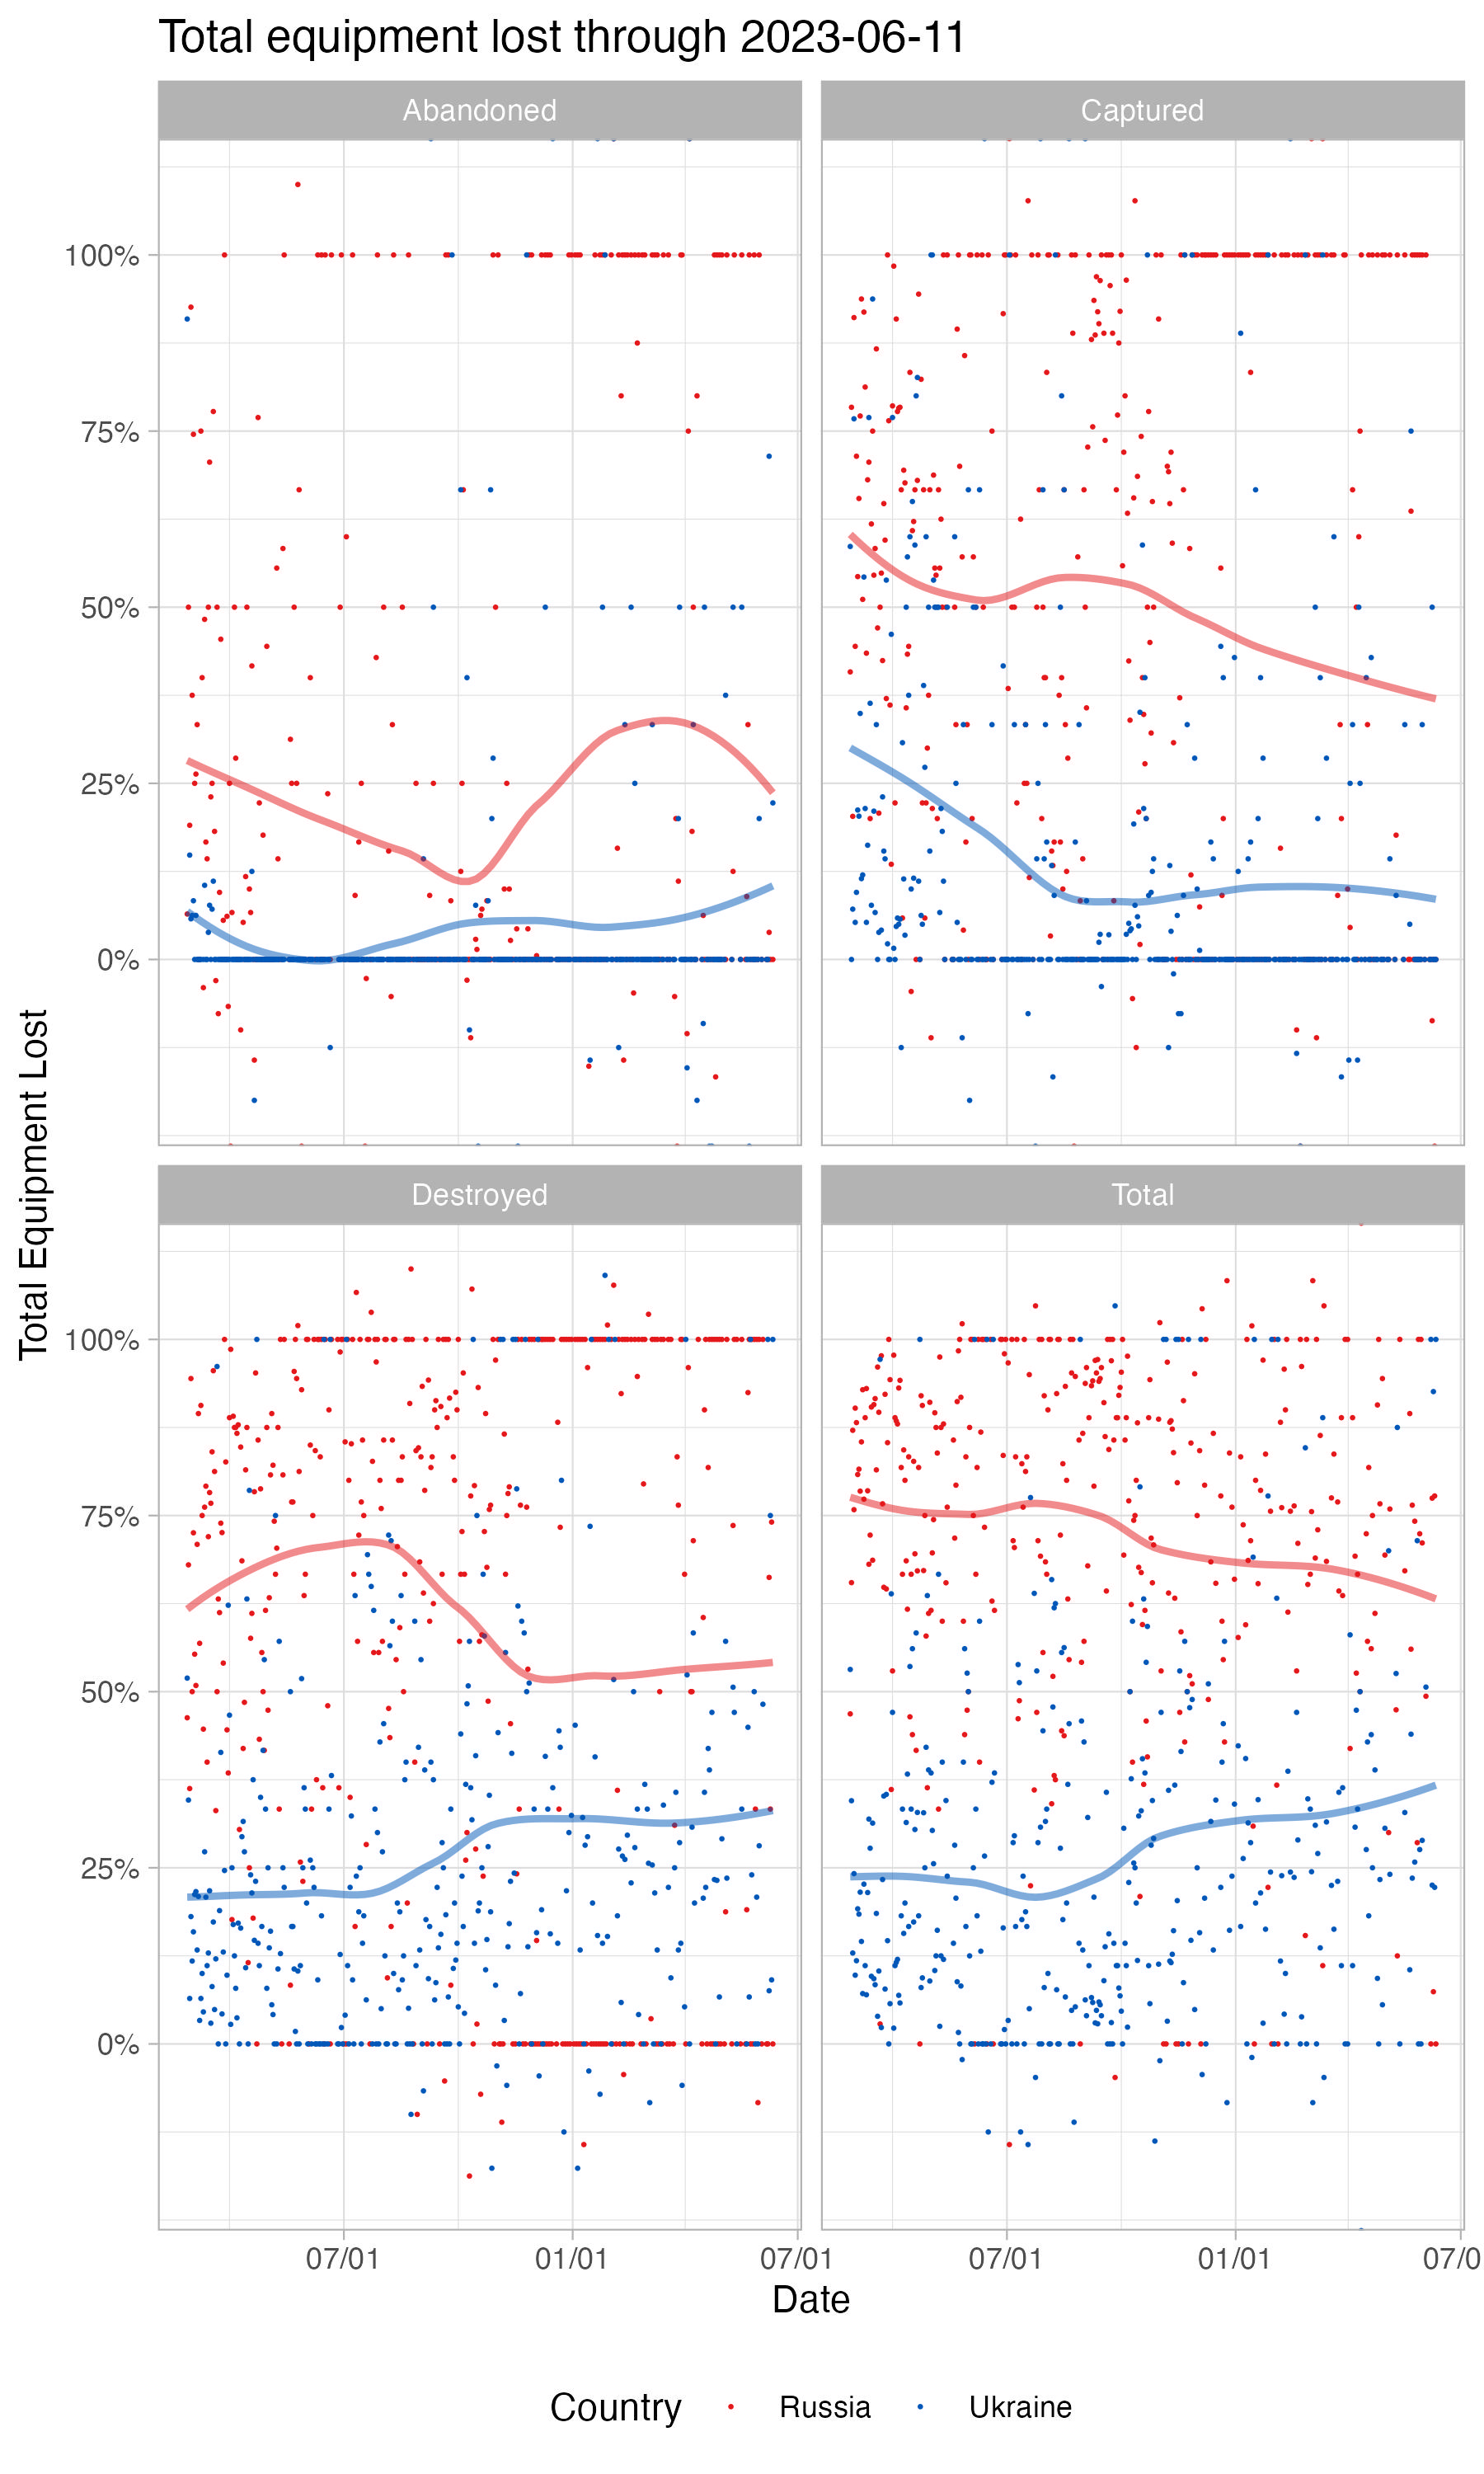 Total equipment lost through 2023-06-11
Abandoned
Captured
100%
75%
50%
25%
0%
Total Equipment Lost
Destroyed
Total
100%
75%
50%
25%
0%
07/01
01/01
07/01
07/01
01/01
07/0
Date
Country
Russia
Ukraine